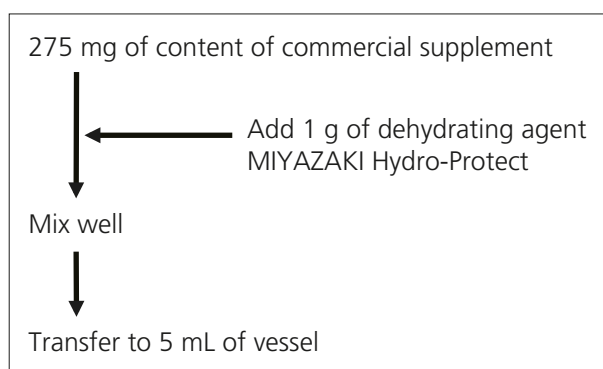 275 mg of content of commercial supplement
Add 1 g of dehydrating agent
MIYAZAKI Hydro-Protect
Mix well
Transfer to 5 mL of vessel